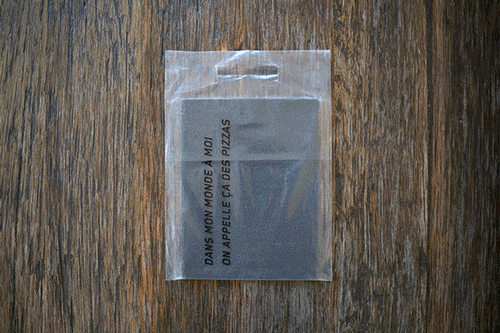 DANS MON MONDE À MOI
ON APPELLE ÇA DES PIZZAS